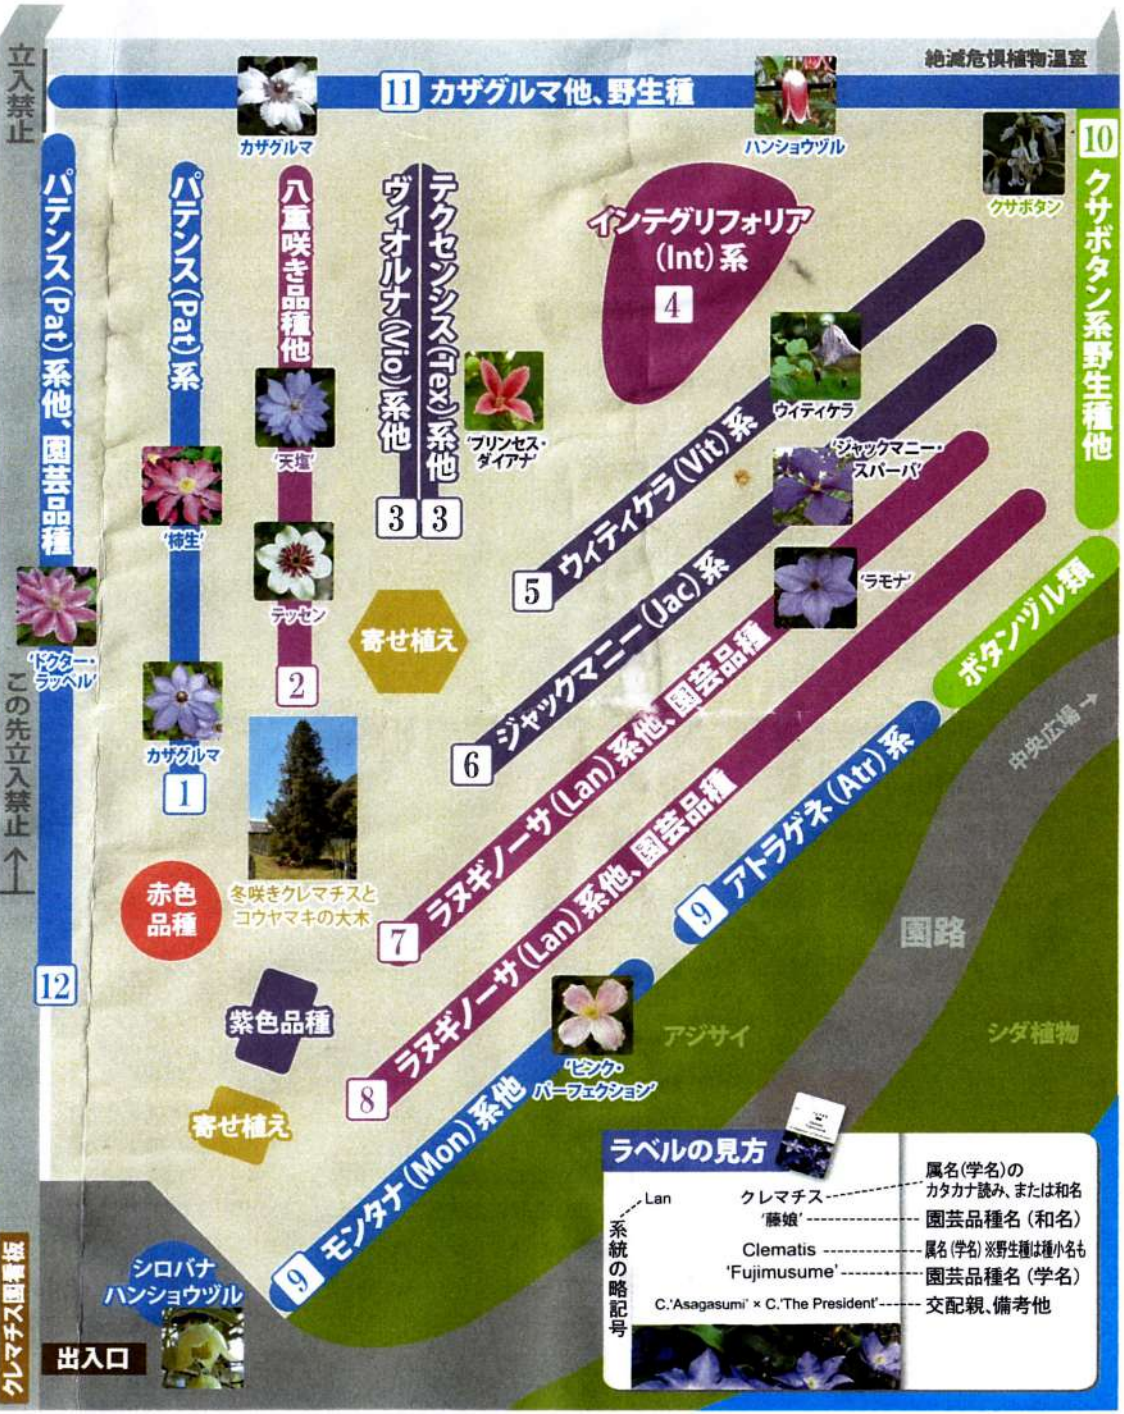 立入禁止
絶滅危惧植物温室
11 カザグルマ他、野生種
カザグルマ
ハンショウヅル
クサボタン
10 クサボタン系野生種他
パテンス(Pat)系他、園芸品種
12
パテンス(Pat)系
'柿生'
カザグルマ
1
八重咲き品種他
'天塩'
テッセン
2
ヴィオルナ(Vio)系他
3
テクセンシス(Tex)系他
3
'プリンセス・
ダイアナ'
インテグリフォリア
(Int)系
4
5 ウィティケラ(Vit)系
ウィティケラ
6 ジャックマニー(Jac)系
'ジャックマニー・
スパーバ'
7 ラヌギノーサ(Lan)系他、園芸品種
'ラモナ'
8 ラヌギノーサ(Lan)系他、園芸品種
9 アトラゲネ(Atr)系
ボタンヅル類
9 モンタナ(Mon)系他
'ピンク・
パーフェクション'
'ドクター・
ラッペル'
この先立入禁止
↑
寄せ植え
冬咲きクレマチスと
コウヤマキの大木
赤色
品種
紫色品種
寄せ植え
中央広場→
園路
アジサイ
シダ植物
シロバナ
ハンショウヅル
クレマチス園看板
出入口
ラベルの見方
系統の略記号
Lan
クレマチス
'藤娘'
Clematis
'Fujimusume'
C.'Asagasumi' × C.'The President'
属名(学名)の
カタカナ読み、または和名
園芸品種名(和名)
属名(学名)※野生種は種小名も
園芸品種名(学名)
交配親、備考他